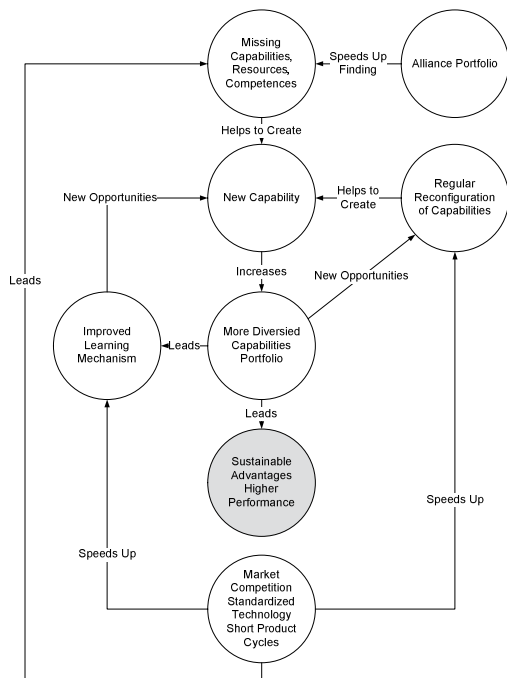 Missing
Capabilities,
Resources,
Competences
Speeds Up
Finding
Alliance Portfolio
Helps to Create
New Opportunities
New Capability
Helps to
Create
Regular
Reconfiguration
of Capabilities
Leads
Increases
New Opportunities
Improved
Learning
Mechanism
Leads
More Diversied
Capabilities
Portfolio
Leads
Sustainable
Advantages
Higher
Performance
Speeds Up
Speeds Up
Market
Competition
Standardized
Technology
Short Product
Cycles